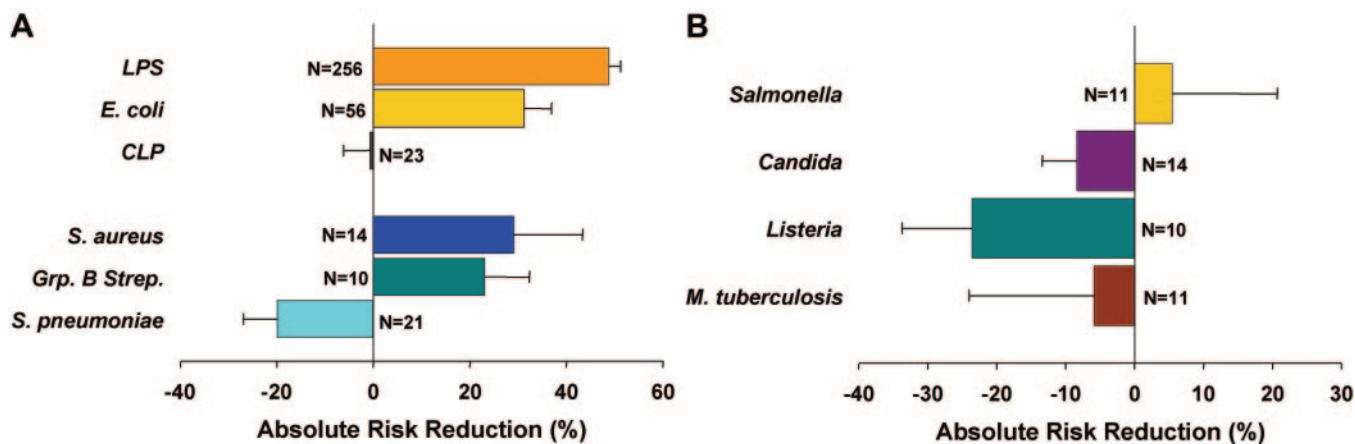 A
LPS
N=256
E. coli
N=56
CLP
N=23
S. aureus
N=14
Grp. B Strep.
N=10
S. pneumoniae
N=21
-40
-20
0
20
40
60
Absolute Risk Reduction (%)
B
Salmonella
N=11
Candida
N=14
Listeria
N=10
M. tuberculosis
N=11
-40
-30
-20
-10
0
10
20
30
Absolute Risk Reduction (%)